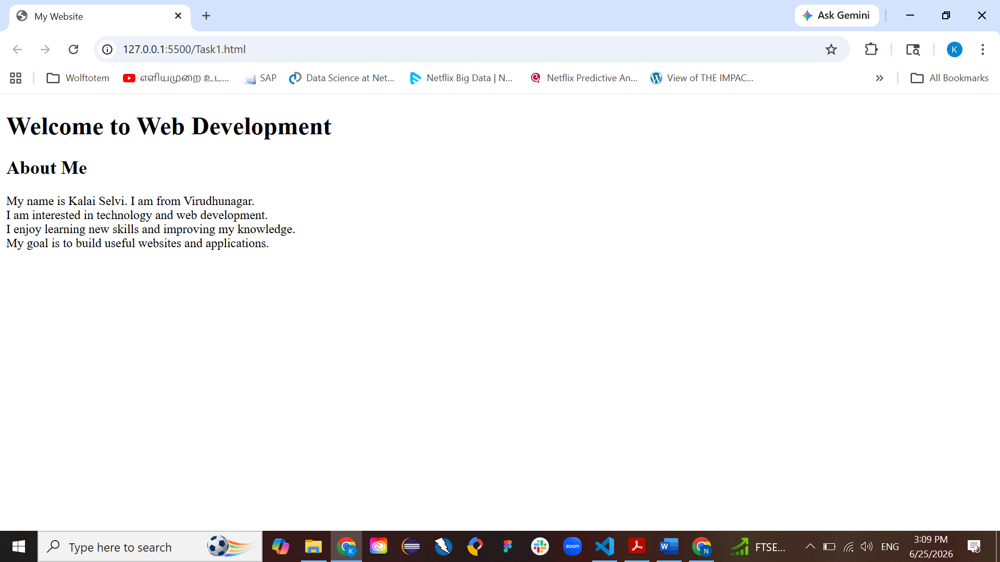 My Website
Ask Gemini
127.0.0.1:5500/Task1.html
K
Wolftotem
எளியமுறை உட...
SAP
Data Science at Net...
Netflix Big Data | N...
Netflix Predictive An...
View of THE IMPAC...
All Bookmarks
Welcome to Web Development
About Me
My name is Kalai Selvi. I am from Virudhunagar.
I am interested in technology and web development.
I enjoy learning new skills and improving my knowledge.
My goal is to build useful websites and applications.
Type here to search
K
zoom
W
N
FTSE...
ENG
3:09 PM
6/25/2026